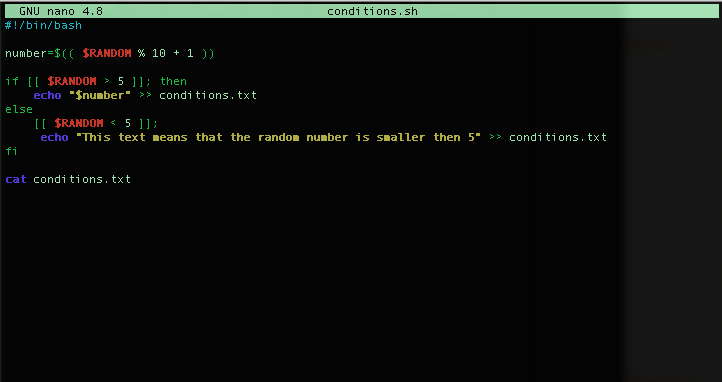 GNU nano 4.8 conditions.sh
#!/bin/bash
number=$(( $RANDOM % 10 + 1 ))
if [[ $RANDOM > 5 ]]; then
echo "$number" >> conditions.txt
else
[[ $RANDOM < 5 ]];
echo "This text means that the random number is smaller then 5" >> conditions.txt
fi
cat conditions.txt